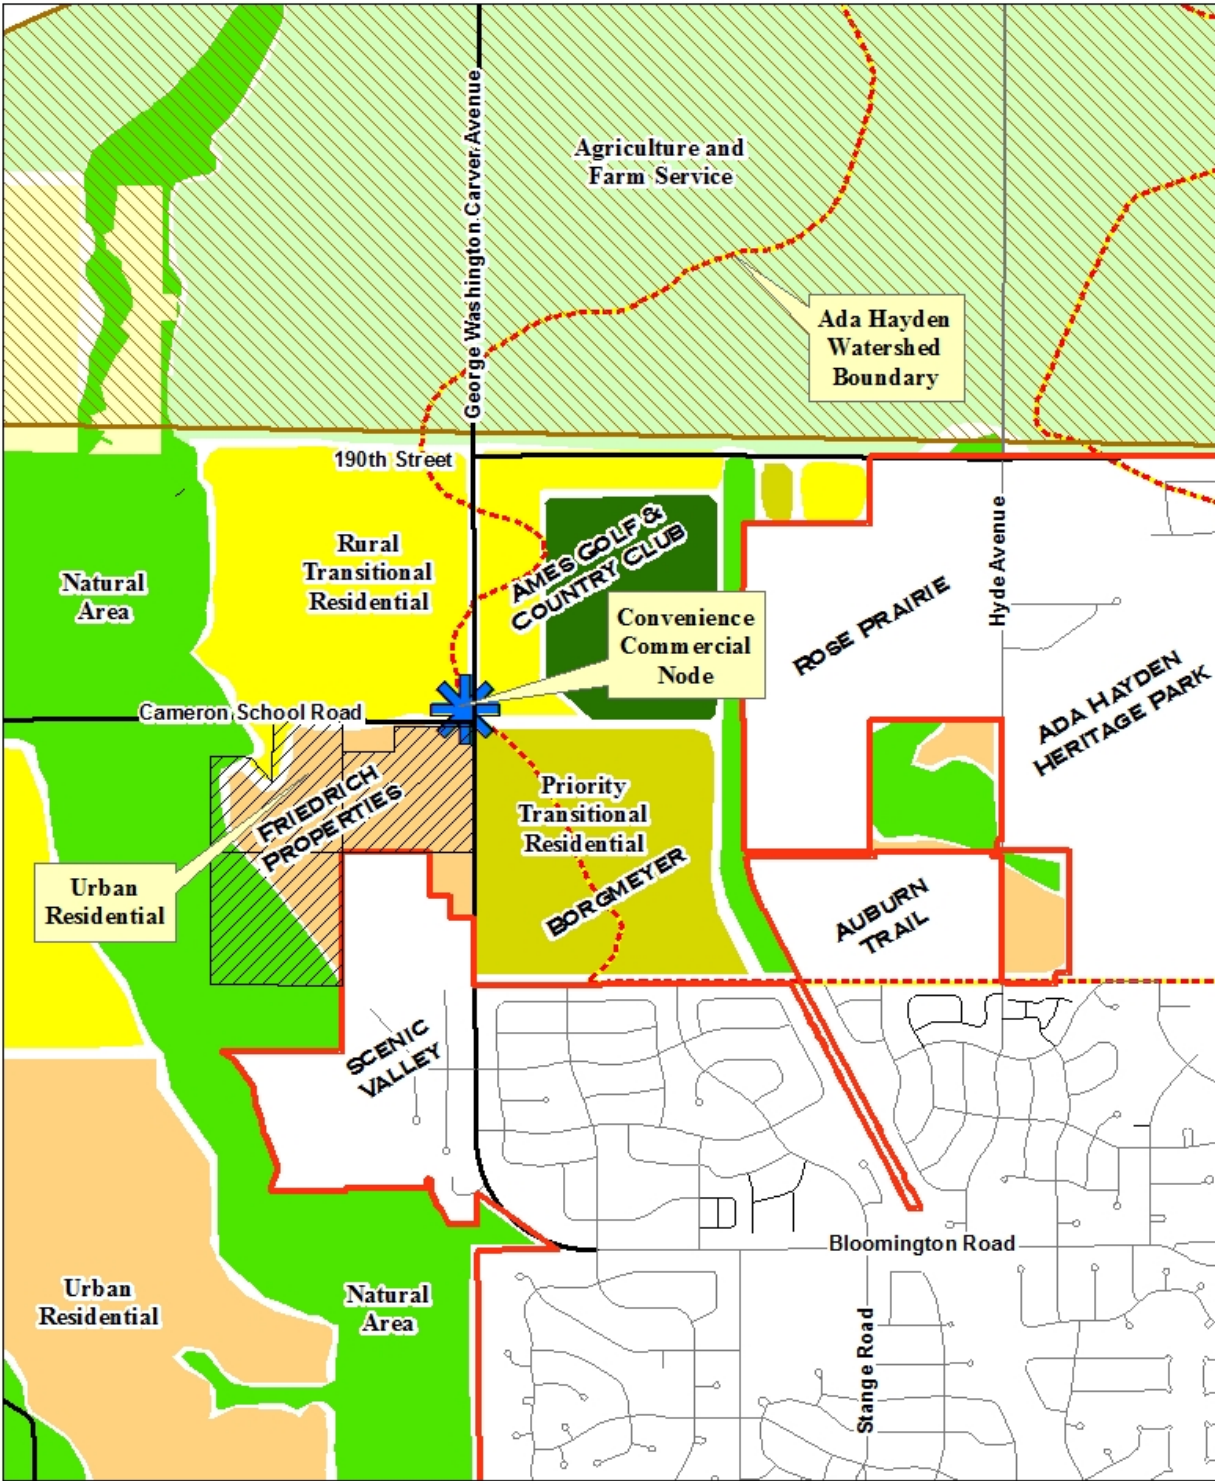 George Washington Carver Avenue
Agriculture and
Farm Service
Ada Hayden
Watershed
Boundary
190th Street
Rural
Transitional
Residential
Natural
Area
AMES GOLF &
COUNTRY CLUB
Convenience
Commercial
Node
ROSE PRAIRIE
Hyde Avenue
ADA HAYDEN
HERITAGE PARK
Cameron School Road
FRIEDRICH
PROPERTIES
Priority
Transitional
Residential
BORGMEYER
Urban
Residential
AUBURN
TRAIL
SCENIC
VALLEY
Bloomington Road
Urban
Residential
Natural
Area
Stange Road